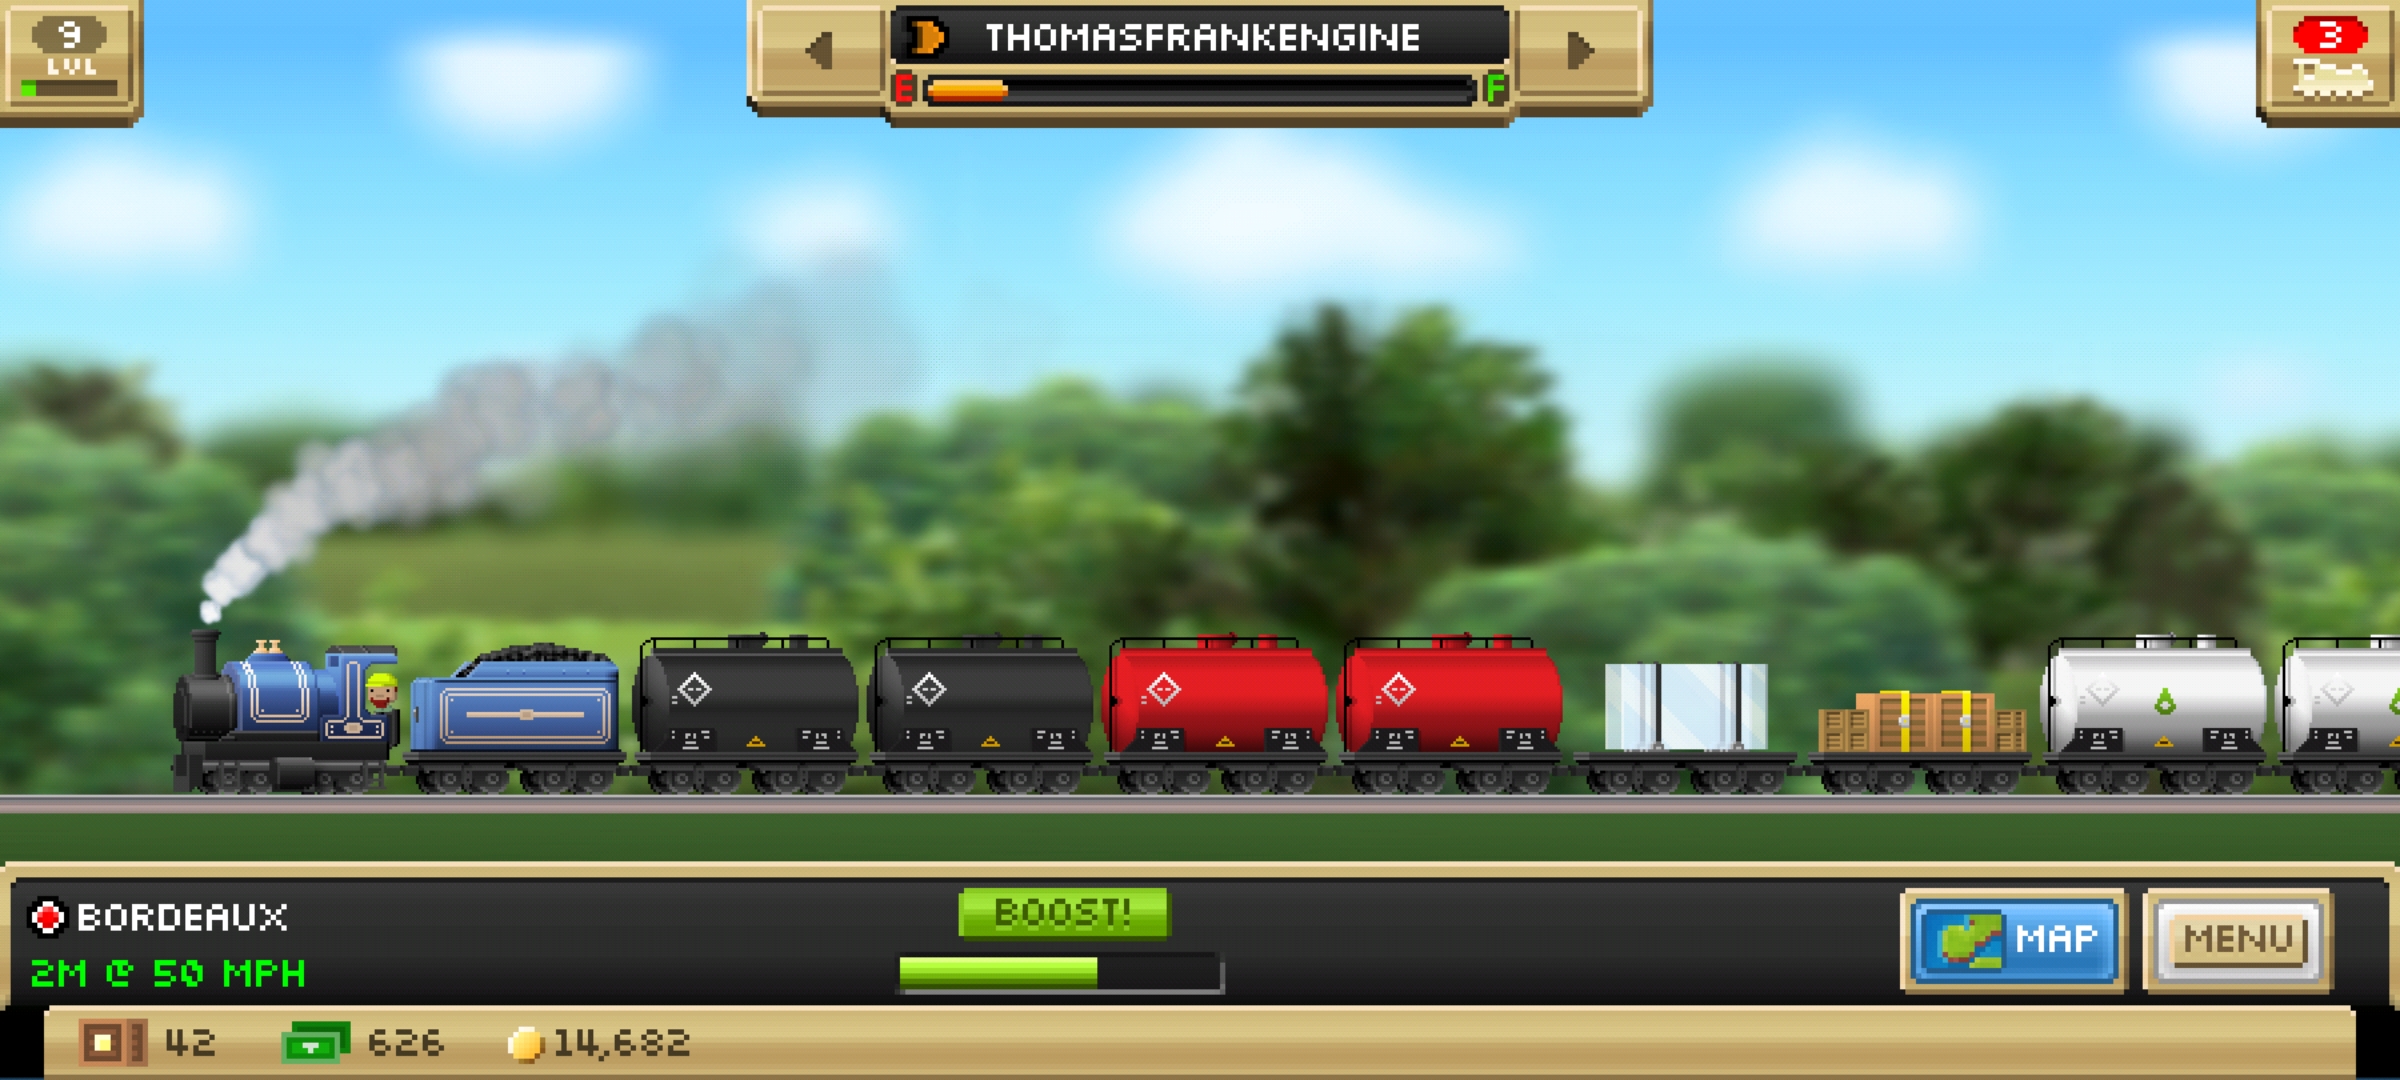 9
LVL
THOMASFRANKENGINE
E F
3
BORDEAUX
2M @ 50 MPH
BOOST!
MAP
MENU
42
626
14,682